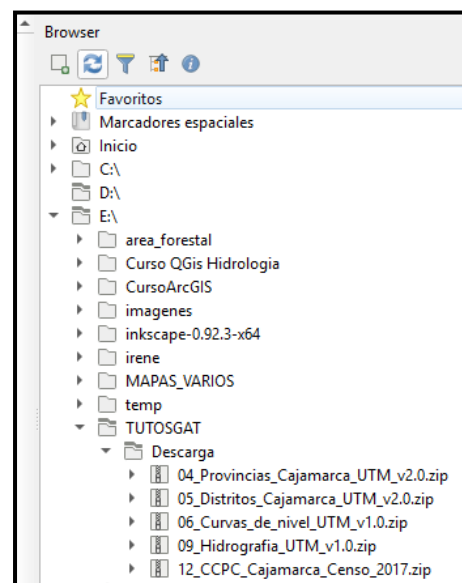 Browser
Favoritos
Marcadores espaciales
Inicio
C:\
D:\
E:\
area_forestal
Curso QGis Hidrologia
CursoArcGIS
imagenes
inkscape-0.92.3-x64
irene
MAPAS_VARIOS
temp
TUTOSGAT
Descarga
04_Provincias_Cajamarca_UTM_v2.0.zip
05_Distritos_Cajamarca_UTM_v2.0.zip
06_Curvas_de_nivel_UTM_v1.0.zip
09_Hidrografia_UTM_v1.0.zip
12_CCPC_Cajamarca_Censo_2017.zip